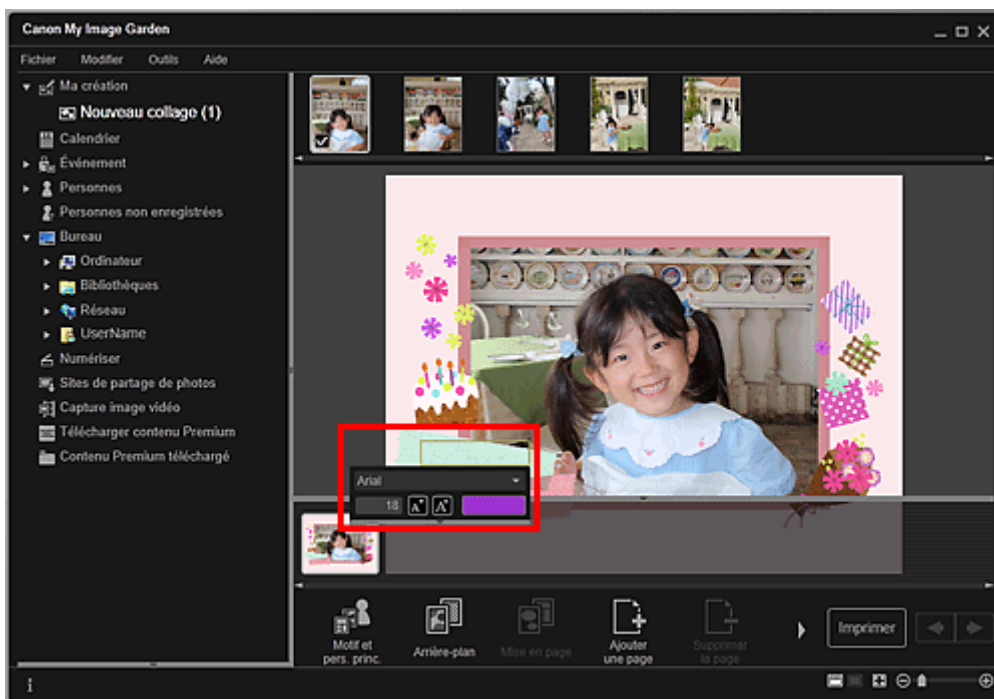 Canon My Image Garden
Fichier Modifier Outils Aide
Ma création
Nouveau collage (1)
Calendrier
Événement
Personnes
Personnes non enregistrées
Bureau
Ordinateur
Bibliothèques
Réseau
UserName
Numériser
Sites de partage de photos
Capture image vidéo
Télécharger contenu Premium
Contenu Premium téléchargé
Arial
18
Motif et
pers. princ.
Arrière-plan
Mise en page
Ajouter
une page
Supprimer
la page
Imprimer